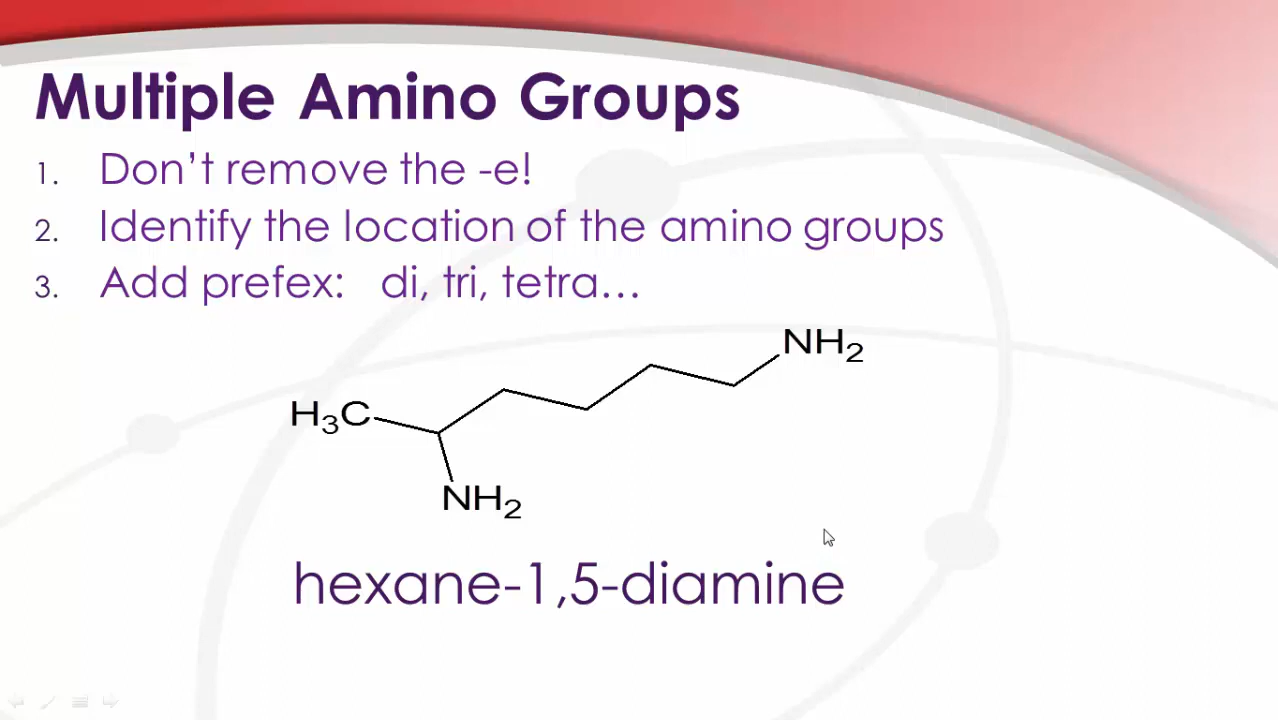 Multiple Amino Groups
1. Don’t remove the -e!
2. Identify the location of the amino groups
3. Add prefex: di, tri, tetra…
NH2
H3C
NH2
hexane-1,5-diamine